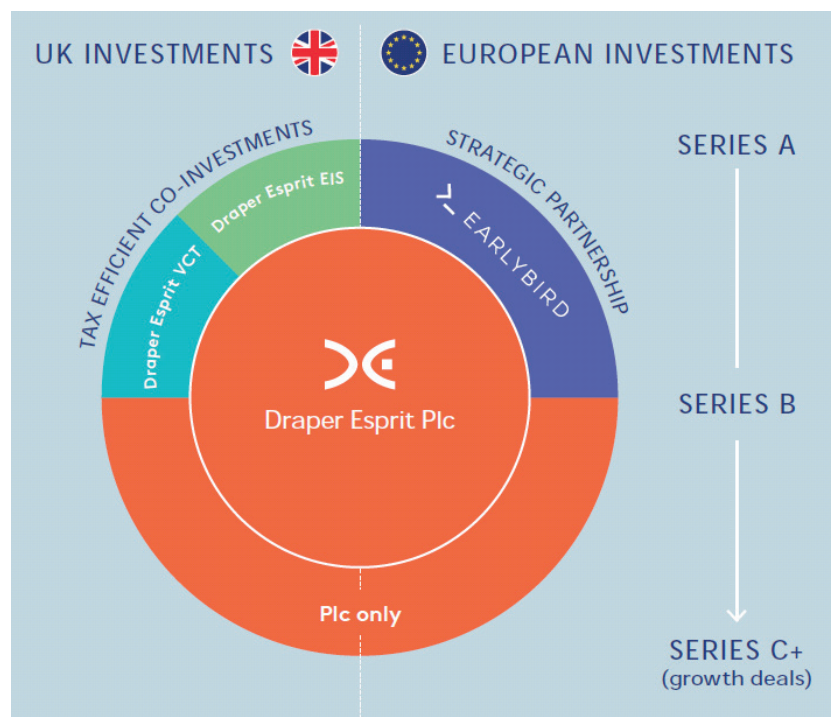 UK INVESTMENTS
EUROPEAN INVESTMENTS
TAX EFFICIENT CO-INVESTMENTS
STRATEGIC PARTNERSHIP
Draper Esprit VCT
Draper Esprit EIS
EARLYBIRD
Draper Esprit Plc
Plc only
SERIES A
SERIES B
SERIES C+
(growth deals)